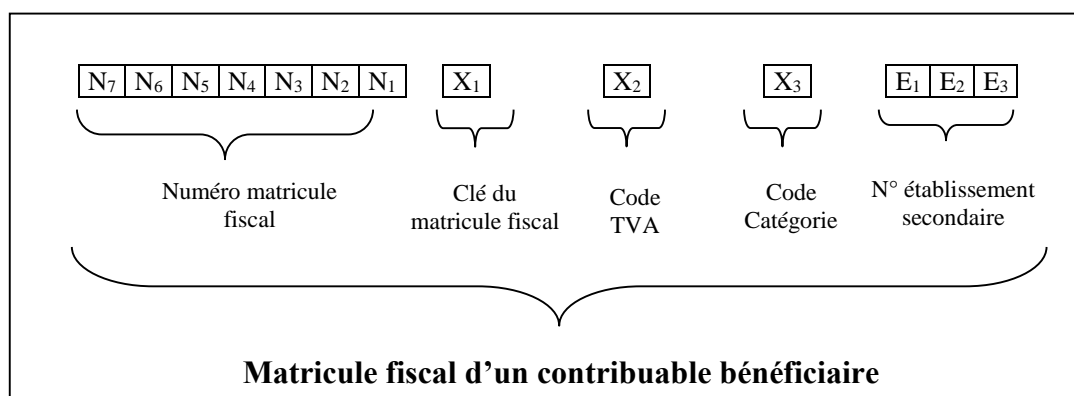 N₇ N₆ N₅ N₄ N₃ N₂ N₁ X₁ X₂ X₃ E₁ E₂ E₃
Numéro matricule
fiscal
Clé du
matricule fiscal
Code
TVA
Code
Catégorie
N° établissement
secondaire
Matricule fiscal d'un contribuable bénéficiaire